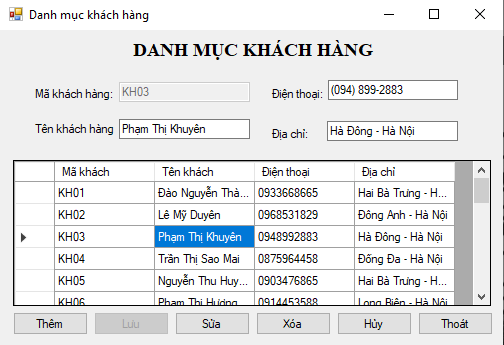 Danh mục khách hàng
DANH MỤC KHÁCH HÀNG
Mã khách hàng: KH03 Điện thoại: (094) 899-2883
Tên khách hàng Phạm Thị Khuyên Địa chỉ: Hà Đông - Hà Nội
Mã khách Tên khách Điện thoại Địa chỉ
KH01 Đào Nguyễn Thà... 0933668665 Hai Bà Trưng - H...
KH02 Lê Mỹ Duyên 0968531829 Đông Anh - Hà Nội
KH03 Phạm Thị Khuyên 0948992883 Hà Đông - Hà Nội
KH04 Trần Thị Sao Mai 0875964458 Đống Đa - Hà Nội
KH05 Nguyễn Thu Huy... 0903476865 Hai Bà Trưng - H...
KH06 Phạm Thị Hương 0914453588 Long Biên - Hà Nội
Thêm Lưu Sửa Xóa Hủy Thoát